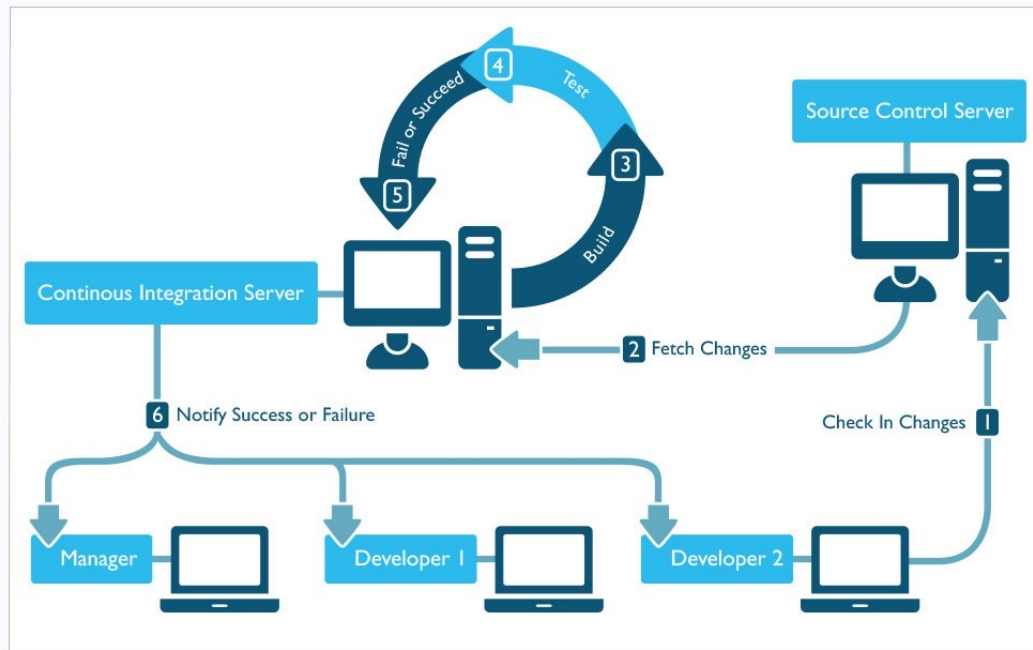 4
Test
Fail or Succeed
Source Control Server
3
5
Build
Continous Integration Server
2 Fetch Changes
6 Notify Success or Failure
Check In Changes 1
Manager
Developer 1
Developer 2